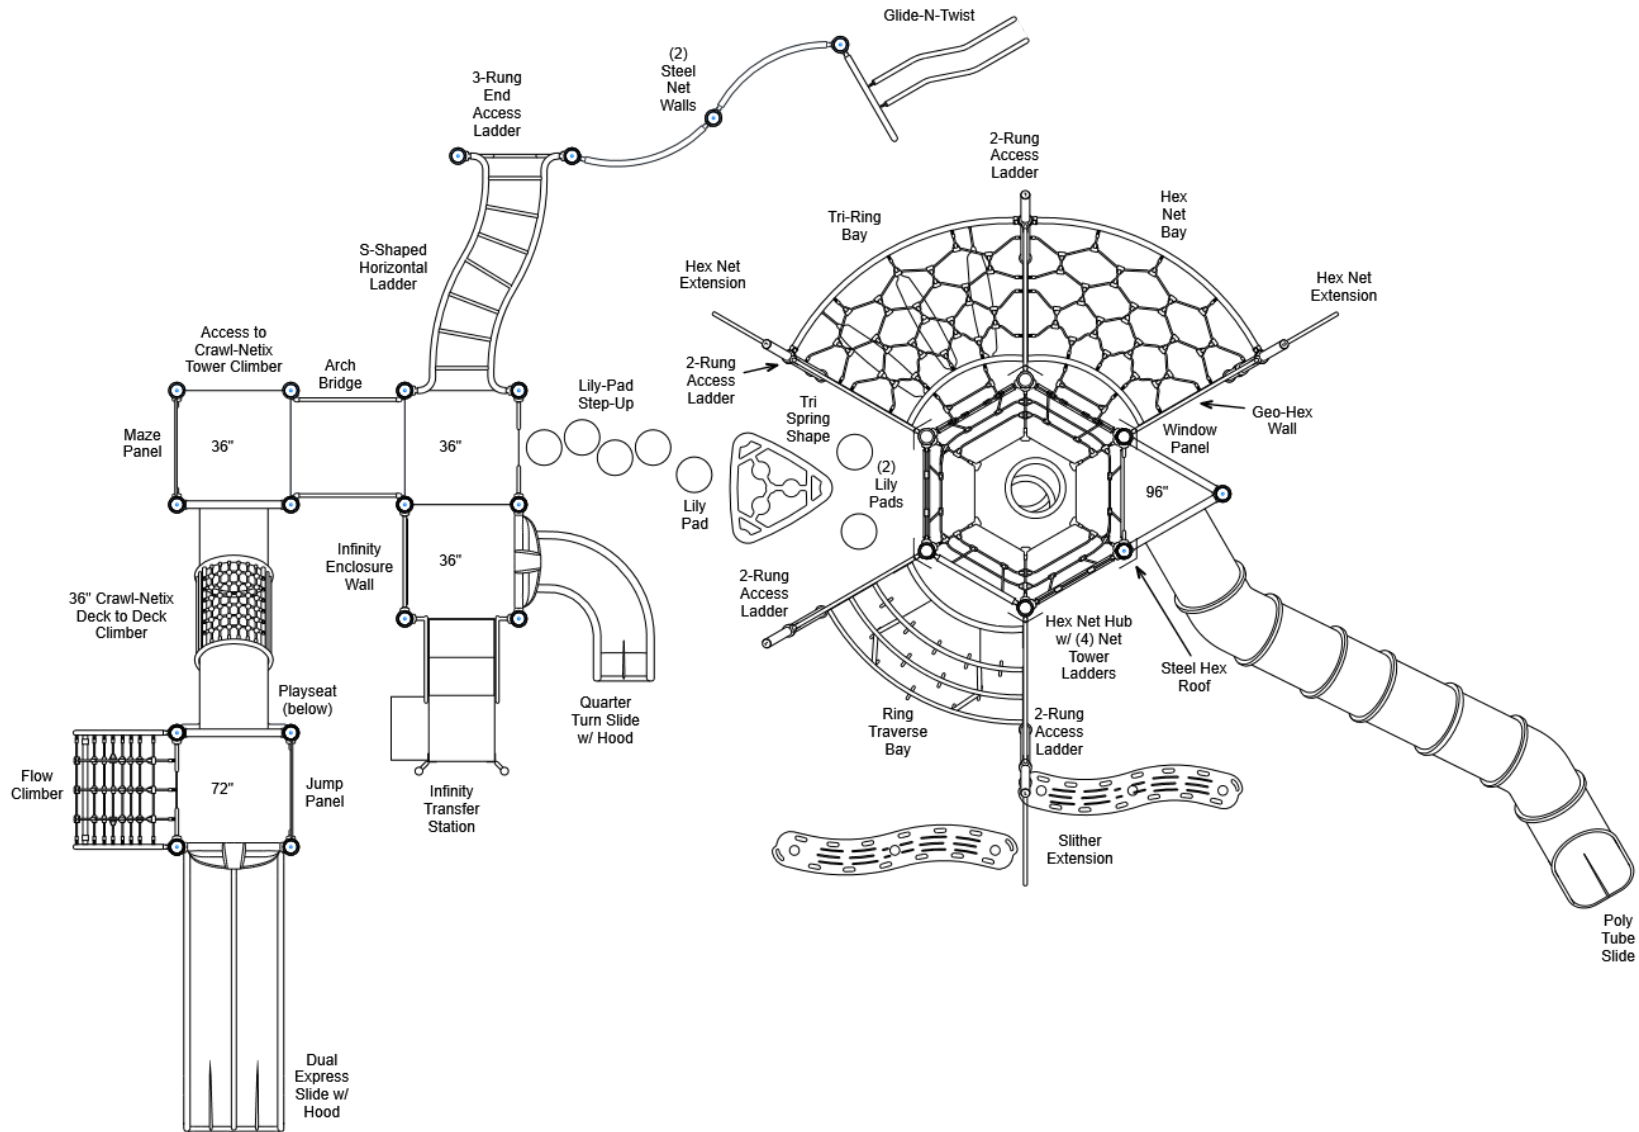 Glide-N-Twist
(2)
Steel
Net
Walls
3-Rung
End
Access
Ladder
2-Rung
Access
Ladder
Tri-Ring
Bay
Hex
Net
Bay
S-Shaped
Horizontal
Ladder
Hex Net
Extension
Hex Net
Extension
Access to
Crawl-Netix
Tower Climber
Arch
Bridge
2-Rung
Access
Ladder
Lily-Pad
Step-Up
Tri
Spring
Shape
Geo-Hex
Wall
Window
Panel
Maze
Panel
36"
36"
(2)
Lily
Pads
96"
Lily
Pad
Infinity
Enclosure
Wall
36"
2-Rung
Access
Ladder
36" Crawl-Netix
Deck to Deck
Climber
Hex Net Hub
w/ (4) Net
Tower
Ladders
Steel Hex
Roof
Playseat
(below)
Quarter
Turn Slide
w/ Hood
Ring
Traverse
Bay
2-Rung
Access
Ladder
Flow
Climber
72"
Jump
Panel
Infinity
Transfer
Station
Slither
Extension
Poly
Tube
Slide
Dual
Express
Slide w/
Hood